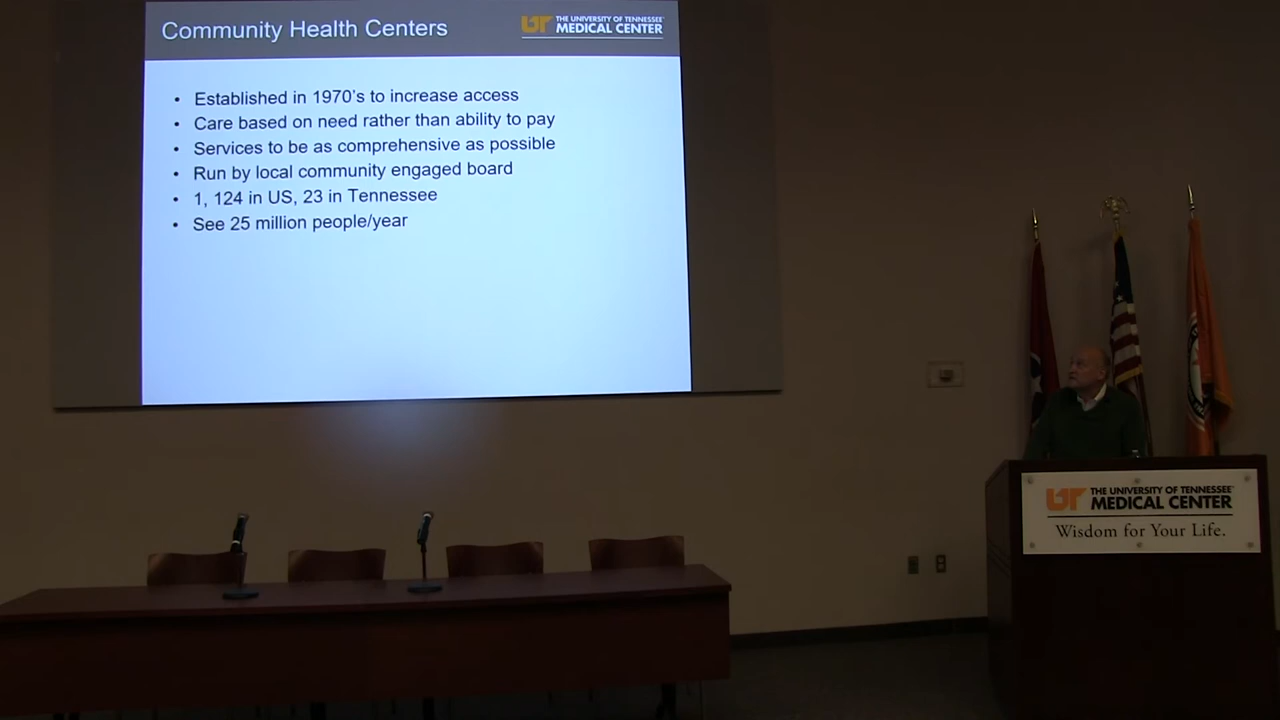 Community Health Centers
UT THE UNIVERSITY OF TENNESSEE
MEDICAL CENTER
• Established in 1970's to increase access
• Care based on need rather than ability to pay
• Services to be as comprehensive as possible
• Run by local community engaged board
• 1, 124 in US, 23 in Tennessee
• See 25 million people/year
UT THE UNIVERSITY OF TENNESSEE
MEDICAL CENTER
Wisdom for Your Life.